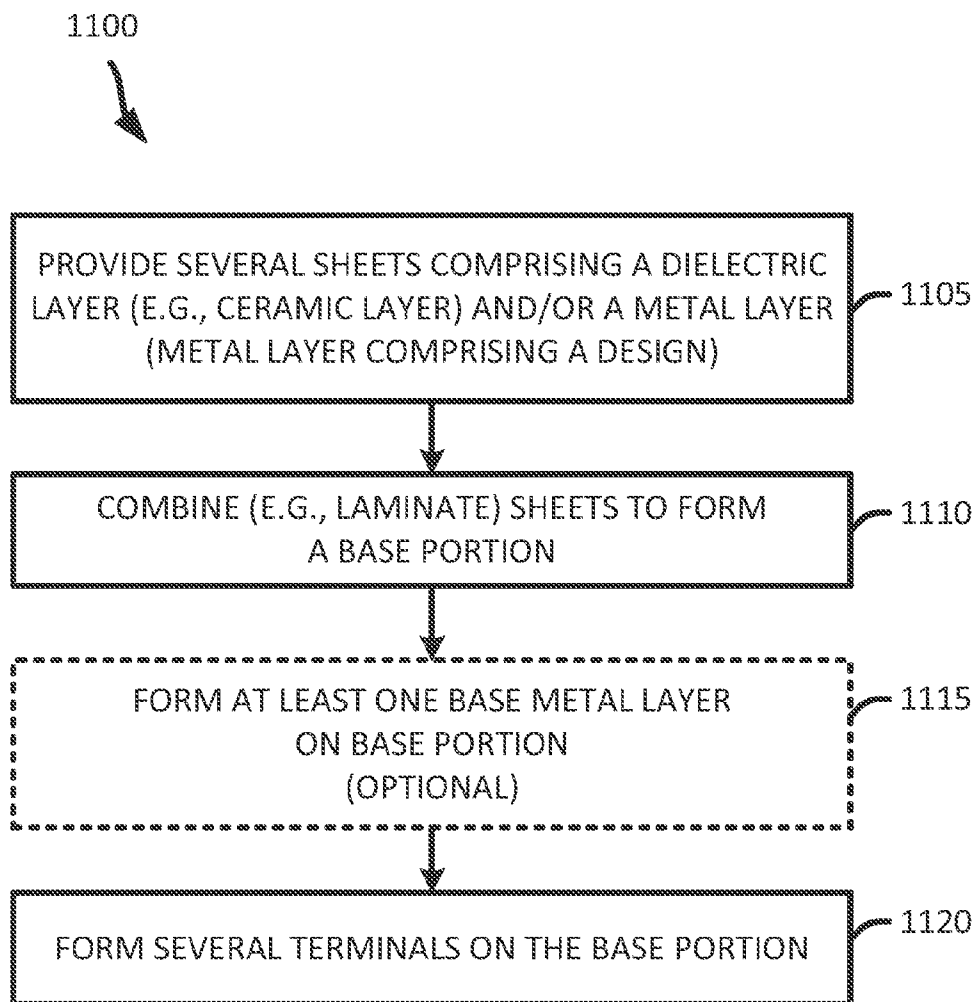 1100
PROVIDE SEVERAL SHEETS COMPRISING A DIELECTRIC
LAYER (E.G., CERAMIC LAYER) AND/OR A METAL LAYER
(METAL LAYER COMPRISING A DESIGN)
1105
COMBINE (E.G., LAMINATE) SHEETS TO FORM
A BASE PORTION
1110
FORM AT LEAST ONE BASE METAL LAYER
ON BASE PORTION
(OPTIONAL)
1115
FORM SEVERAL TERMINALS ON THE BASE PORTION
1120